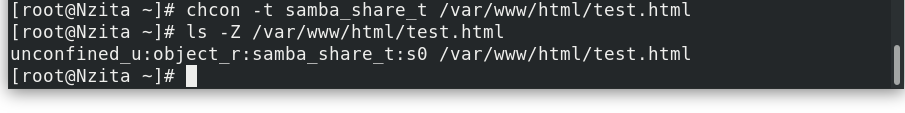 [root@Nzita ~]# chcon -t samba_share_t /var/www/html/test.html
[root@Nzita ~]# ls -Z /var/www/html/test.html
unconfined_u:object_r:samba_share_t:s0 /var/www/html/test.html
[root@Nzita ~]#